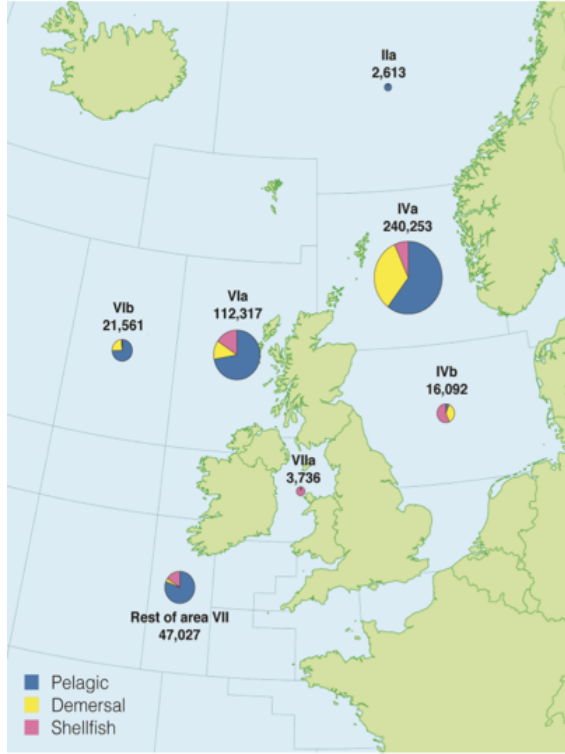 IIa
2,613
IVa
240,253
VIa
112,317
VIb
21,561
IVb
16,092
VIIa
3,736
Rest of area VII
47,027
Pelagic
Demersal
Shellfish